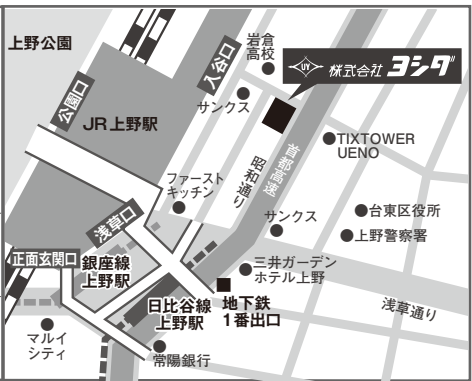 上野公園
岩倉
高校
UY
株式会社 ヨシダ
公園口
入谷口
サンクス
JR上野駅
TIXTOWER
UENO
首都高速
昭和通り
ファースト
キッチン
浅草口
サンクス
台東区役所
上野警察署
正面玄関口
銀座線
上野駅
三井ガーデン
ホテル上野
日比谷線
上野駅
地下鉄
1番出口
浅草通り
マルイ
シティ
常陽銀行